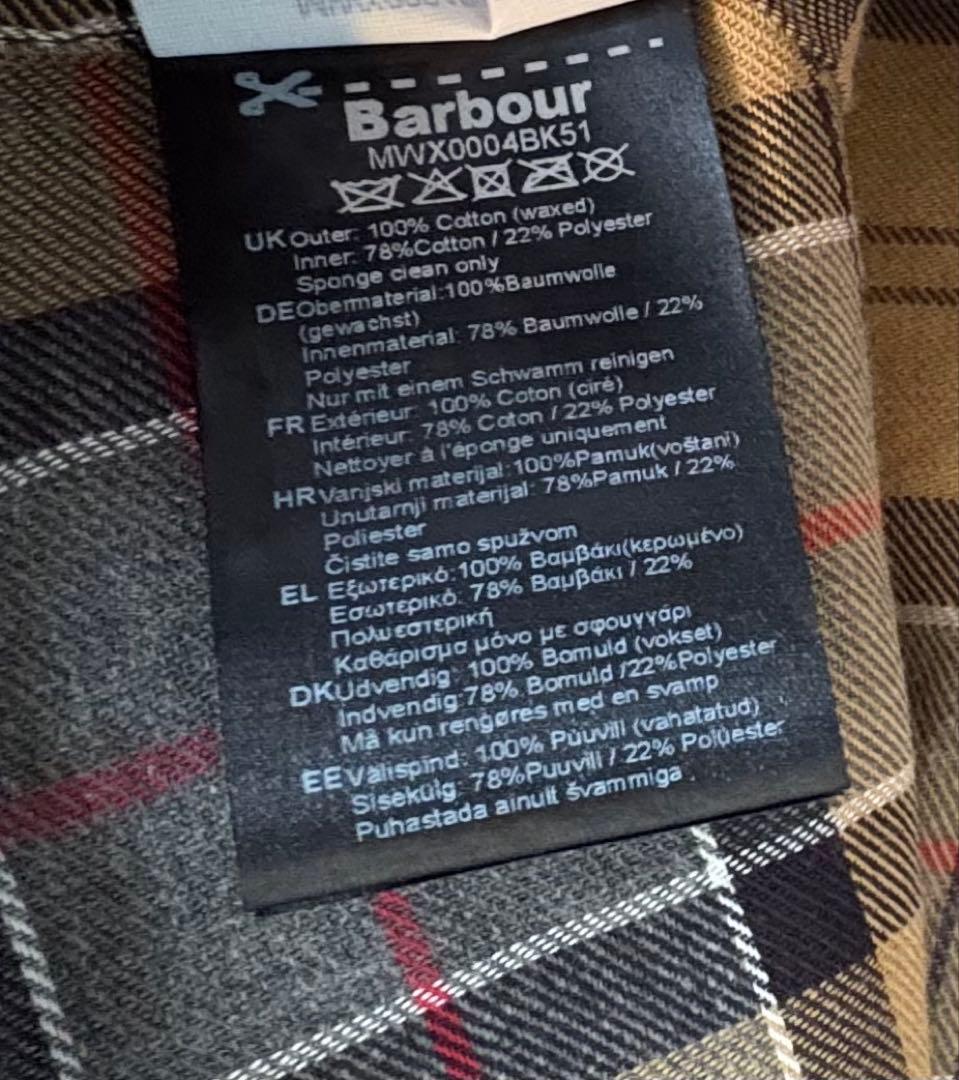 Barbour
MWX0004BK51
UK Outer: 100% Cotton (waxed)
Inner: 78%Cotton / 22% Polyester
Sponge clean only
DE Obermaterial:100%Baumwolle
(gewachst)
Innenmaterial: 78% Baumwolle / 22%
Polyester
Nur mit einem Schwamm reinigen
FR Extérieur: 100% Coton (ciré)
Intérieur: 78% Coton / 22% Polyester
Nettoyer à l'éponge uniquement
HR Vanjski materijal:100%Pamuk(voštani)
Unutarnji materijal: 78%Pamuk / 22%
Poliester
Čistite samo spužvom
EL Εξωτερικό:100% Βαμβάκι(κερωμένο)
Εσωτερικό: 78% Βαμβάκι / 22%
Πολυεστερική
Καθάρισμα μόνο με σφουγγάρι
DK Udvendig: 100% Bomuld (vokset)
Indvendig:78% Bomuld /22%Polyester
Må kun rengøres med en svamp
EE Välispind: 100% Puuvill (vahatatud)
Sisekülg: 78%Puuvill / 22% Polüester
Puhastada ainult švammiga